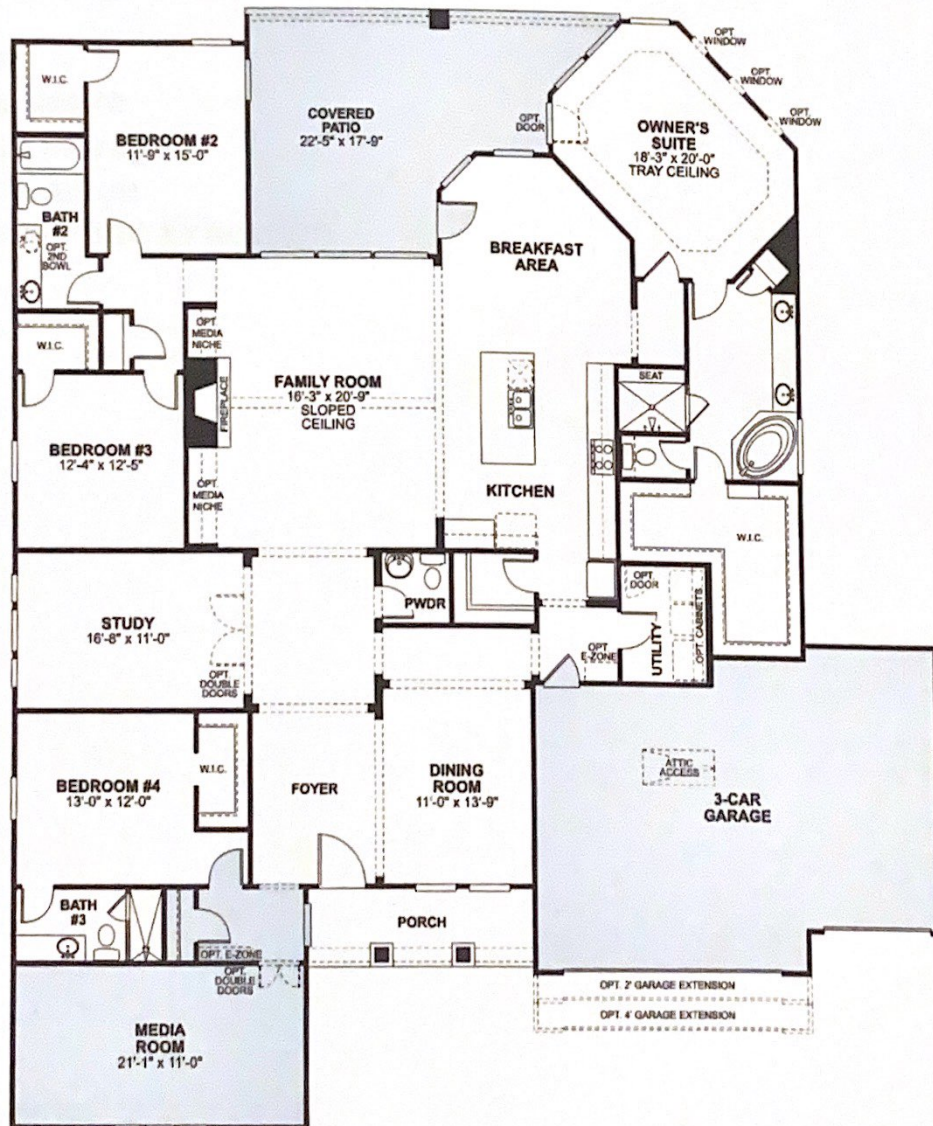 W.I.C.
BEDROOM #2
11'-9" x 15'-0"
COVERED
PATIO
22'-5" x 17'-9"
OPT.
WINDOW
OPT.
WINDOW
OPT.
WINDOW
OPT.
DOOR
OWNER'S
SUITE
18'-3" x 20'-0"
TRAY CEILING
BATH
#2
OPT.
2ND
BOWL
BREAKFAST
AREA
W.I.C.
OPT.
MEDIA
NICHE
FIREPLACE
FAMILY ROOM
16'-3" x 20'-9"
SLOPED
CEILING
SEAT
BEDROOM #3
12'-4" x 12'-5"
OPT.
MEDIA
NICHE
KITCHEN
W.I.C.
STUDY
16'-8" x 11'-0"
OPT.
DOUBLE
DOORS
PWDR
OPT.
E-ZONE
OPT.
DOOR
UTILITY
OPT. CABINETS
BEDROOM #4
13'-0" x 12'-0"
W.I.C.
FOYER
DINING
ROOM
11'-0" x 13'-9"
ATTIC
ACCESS
3-CAR
GARAGE
BATH
#3
OPT. E-ZONE
PORCH
OPT.
DOUBLE
DOORS
OPT. 2' GARAGE EXTENSION
OPT. 4' GARAGE EXTENSION
MEDIA
ROOM
21'-1" x 11'-0"